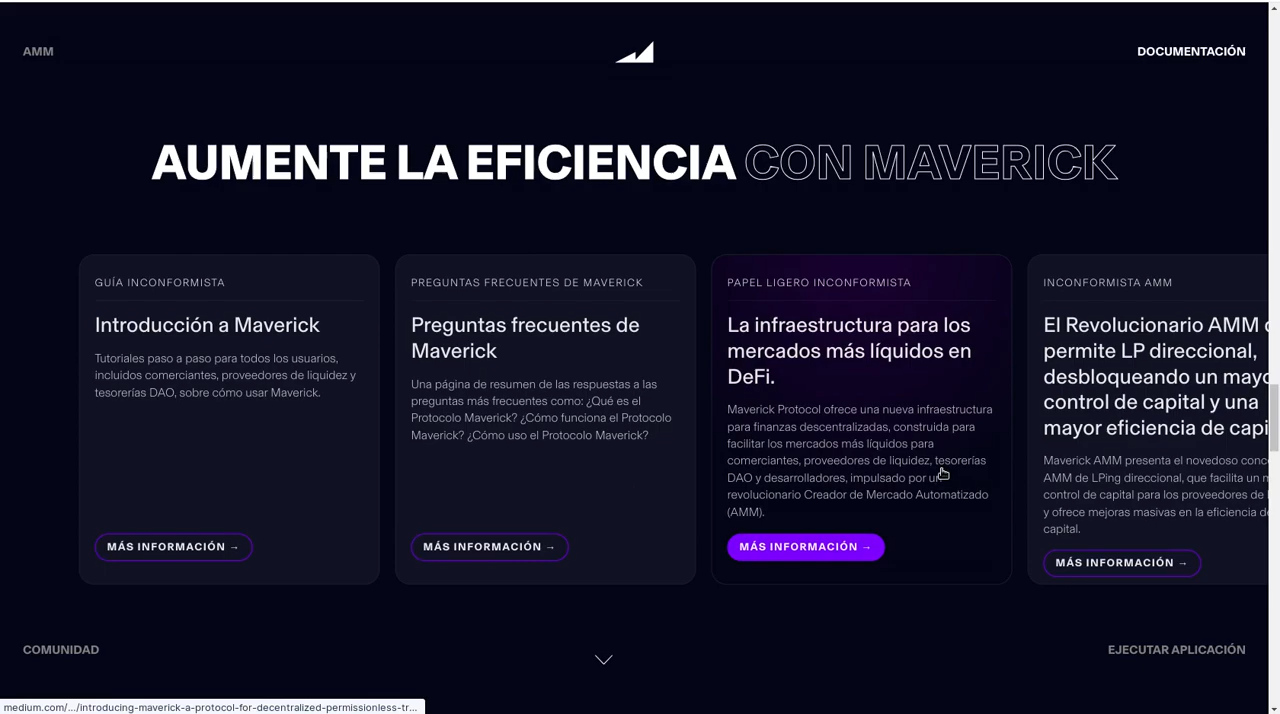 AMM
DOCUMENTACIÓN
AUMENTE LA EFICIENCIA CON MAVERICK
GUÍA INCONFORMISTA
Introducción a Maverick
Tutoriales paso a paso para todos los usuarios,
incluidos comerciantes, proveedores de liquidez y
tesorerías DAO, sobre cómo usar Maverick.
MÁS INFORMACIÓN →
PREGUNTAS FRECUENTES DE MAVERICK
Preguntas frecuentes de
Maverick
Una página de resumen de las respuestas a las
preguntas más frecuentes como: ¿Qué es el
Protocolo Maverick? ¿Cómo funciona el Protocolo
Maverick? ¿Cómo uso el Protocolo Maverick?
MÁS INFORMACIÓN →
PAPEL LIGERO INCONFORMISTA
La infraestructura para los
mercados más líquidos en
DeFi.
Maverick Protocol ofrece una nueva infraestructura
para finanzas descentralizadas, construida para
facilitar los mercados más líquidos para
comerciantes, proveedores de liquidez, tesorerías
DAO y desarrolladores, impulsado por un
revolucionario Creador de Mercado Automatizado
(AMM).
MÁS INFORMACIÓN →
INCONFORMISTA AMM
El Revolucionario AMM
permite LP direccional,
desbloqueando un mayo
control de capital y una
mayor eficiencia de capi
Maverick AMM presenta el novedoso conc
AMM de LPing direccional, que facilita un m
control de capital para los proveedores de
y ofrece mejoras masivas en la eficiencia de
capital.
MÁS INFORMACIÓN →
COMUNIDAD
EJECUTAR APLICACIÓN
medium.com/.../introducing-maverick-a-protocol-for-decentralized-permissionless-tr...